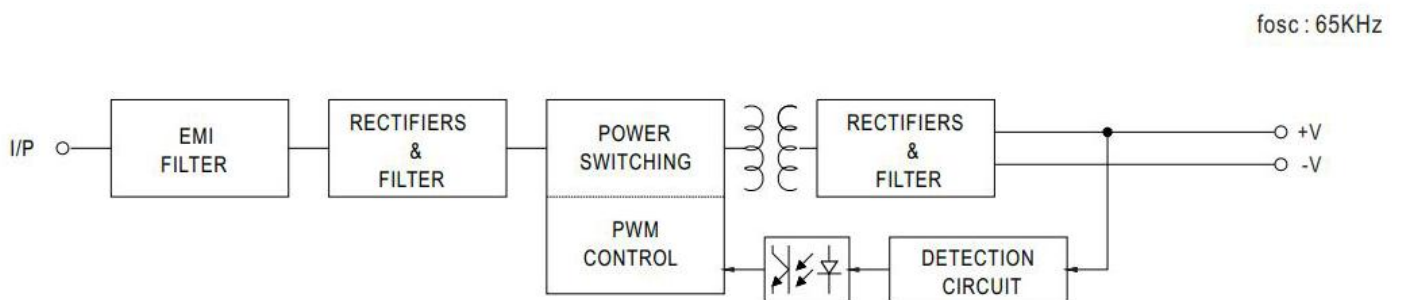 fosc : 65KHz
I/P
EMI
FILTER
RECTIFIERS
&
FILTER
POWER
SWITCHING
PWM
CONTROL
RECTIFIERS
&
FILTER
+V
-V
DETECTION
CIRCUIT